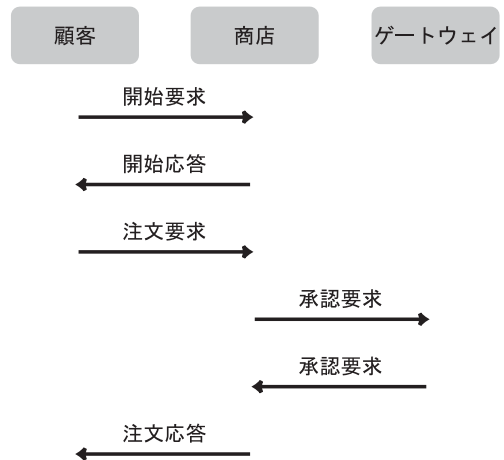 顧客
商店
ゲートウェイ
開始要求
開始応答
注文要求
承認要求
承認要求
注文応答